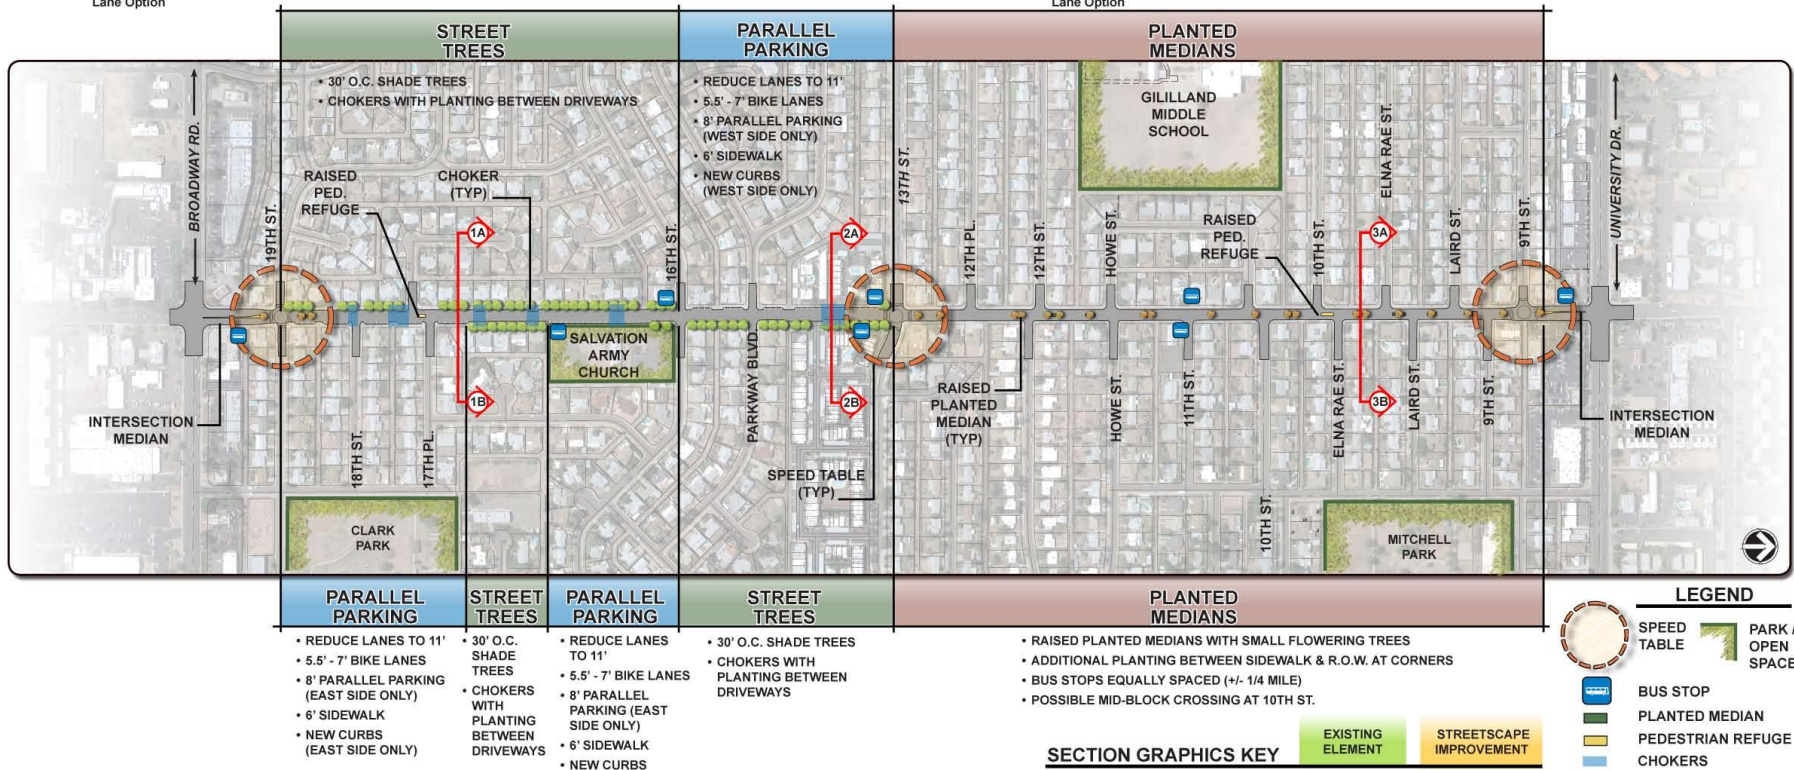 Lane Option
Lane Option
STREET
TREES
PARALLEL
PARKING
PLANTED
MEDIANS
• 30' O.C. SHADE TREES
• CHOKERS WITH PLANTING BETWEEN DRIVEWAYS
• REDUCE LANES TO 11'
• 5.5' - 7' BIKE LANES
• 8' PARALLEL PARKING
(WEST SIDE ONLY)
• 6' SIDEWALK
• NEW CURBS
(WEST SIDE ONLY)
GILILLAND
MIDDLE
SCHOOL
BROADWAY RD.
19TH ST.
RAISED
PED.
REFUGE
CHOKER
(TYP)
1A
16TH ST.
2A
13TH ST.
12TH PL.
12TH ST.
HOWE ST.
RAISED
PED.
REFUGE
10TH ST.
3A
ELNA RAE ST.
LAIRD ST.
9TH ST.
UNIVERSITY DR.
SALVATION
ARMY
CHURCH
INTERSECTION
MEDIAN
18TH ST.
17TH PL.
1B
PARKWAY BLVD
2B
SPEED TABLE
(TYP)
RAISED
PLANTED
MEDIAN
(TYP)
HOWE ST.
11TH ST.
10TH ST.
ELNA RAE ST.
3B
LAIRD ST.
9TH ST.
INTERSECTION
MEDIAN
CLARK
PARK
MITCHELL
PARK
PARALLEL
PARKING
STREET
TREES
PARALLEL
PARKING
STREET
TREES
PLANTED
MEDIANS
• REDUCE LANES TO 11'
• 5.5' - 7' BIKE LANES
• 8' PARALLEL PARKING
(EAST SIDE ONLY)
• 6' SIDEWALK
• NEW CURBS
(EAST SIDE ONLY)
• 30' O.C.
SHADE
TREES
• CHOKERS
WITH
PLANTING
BETWEEN
DRIVEWAYS
• REDUCE LANES
TO 11'
• 5.5' - 7' BIKE LANES
• 8' PARALLEL
PARKING (EAST
SIDE ONLY)
• 6' SIDEWALK
• NEW CURBS
• 30' O.C. SHADE TREES
• CHOKERS WITH
PLANTING BETWEEN
DRIVEWAYS
• RAISED PLANTED MEDIANS WITH SMALL FLOWERING TREES
• ADDITIONAL PLANTING BETWEEN SIDEWALK & R.O.W. AT CORNERS
• BUS STOPS EQUALLY SPACED (+/- 1/4 MILE)
• POSSIBLE MID-BLOCK CROSSING AT 10TH ST.
SECTION GRAPHICS KEY
EXISTING
ELEMENT
STREETSCAPE
IMPROVEMENT
LEGEND
SPEED
TABLE
PARK /
OPEN
SPACE
BUS STOP
PLANTED MEDIAN
PEDESTRIAN REFUGE
CHOKERS